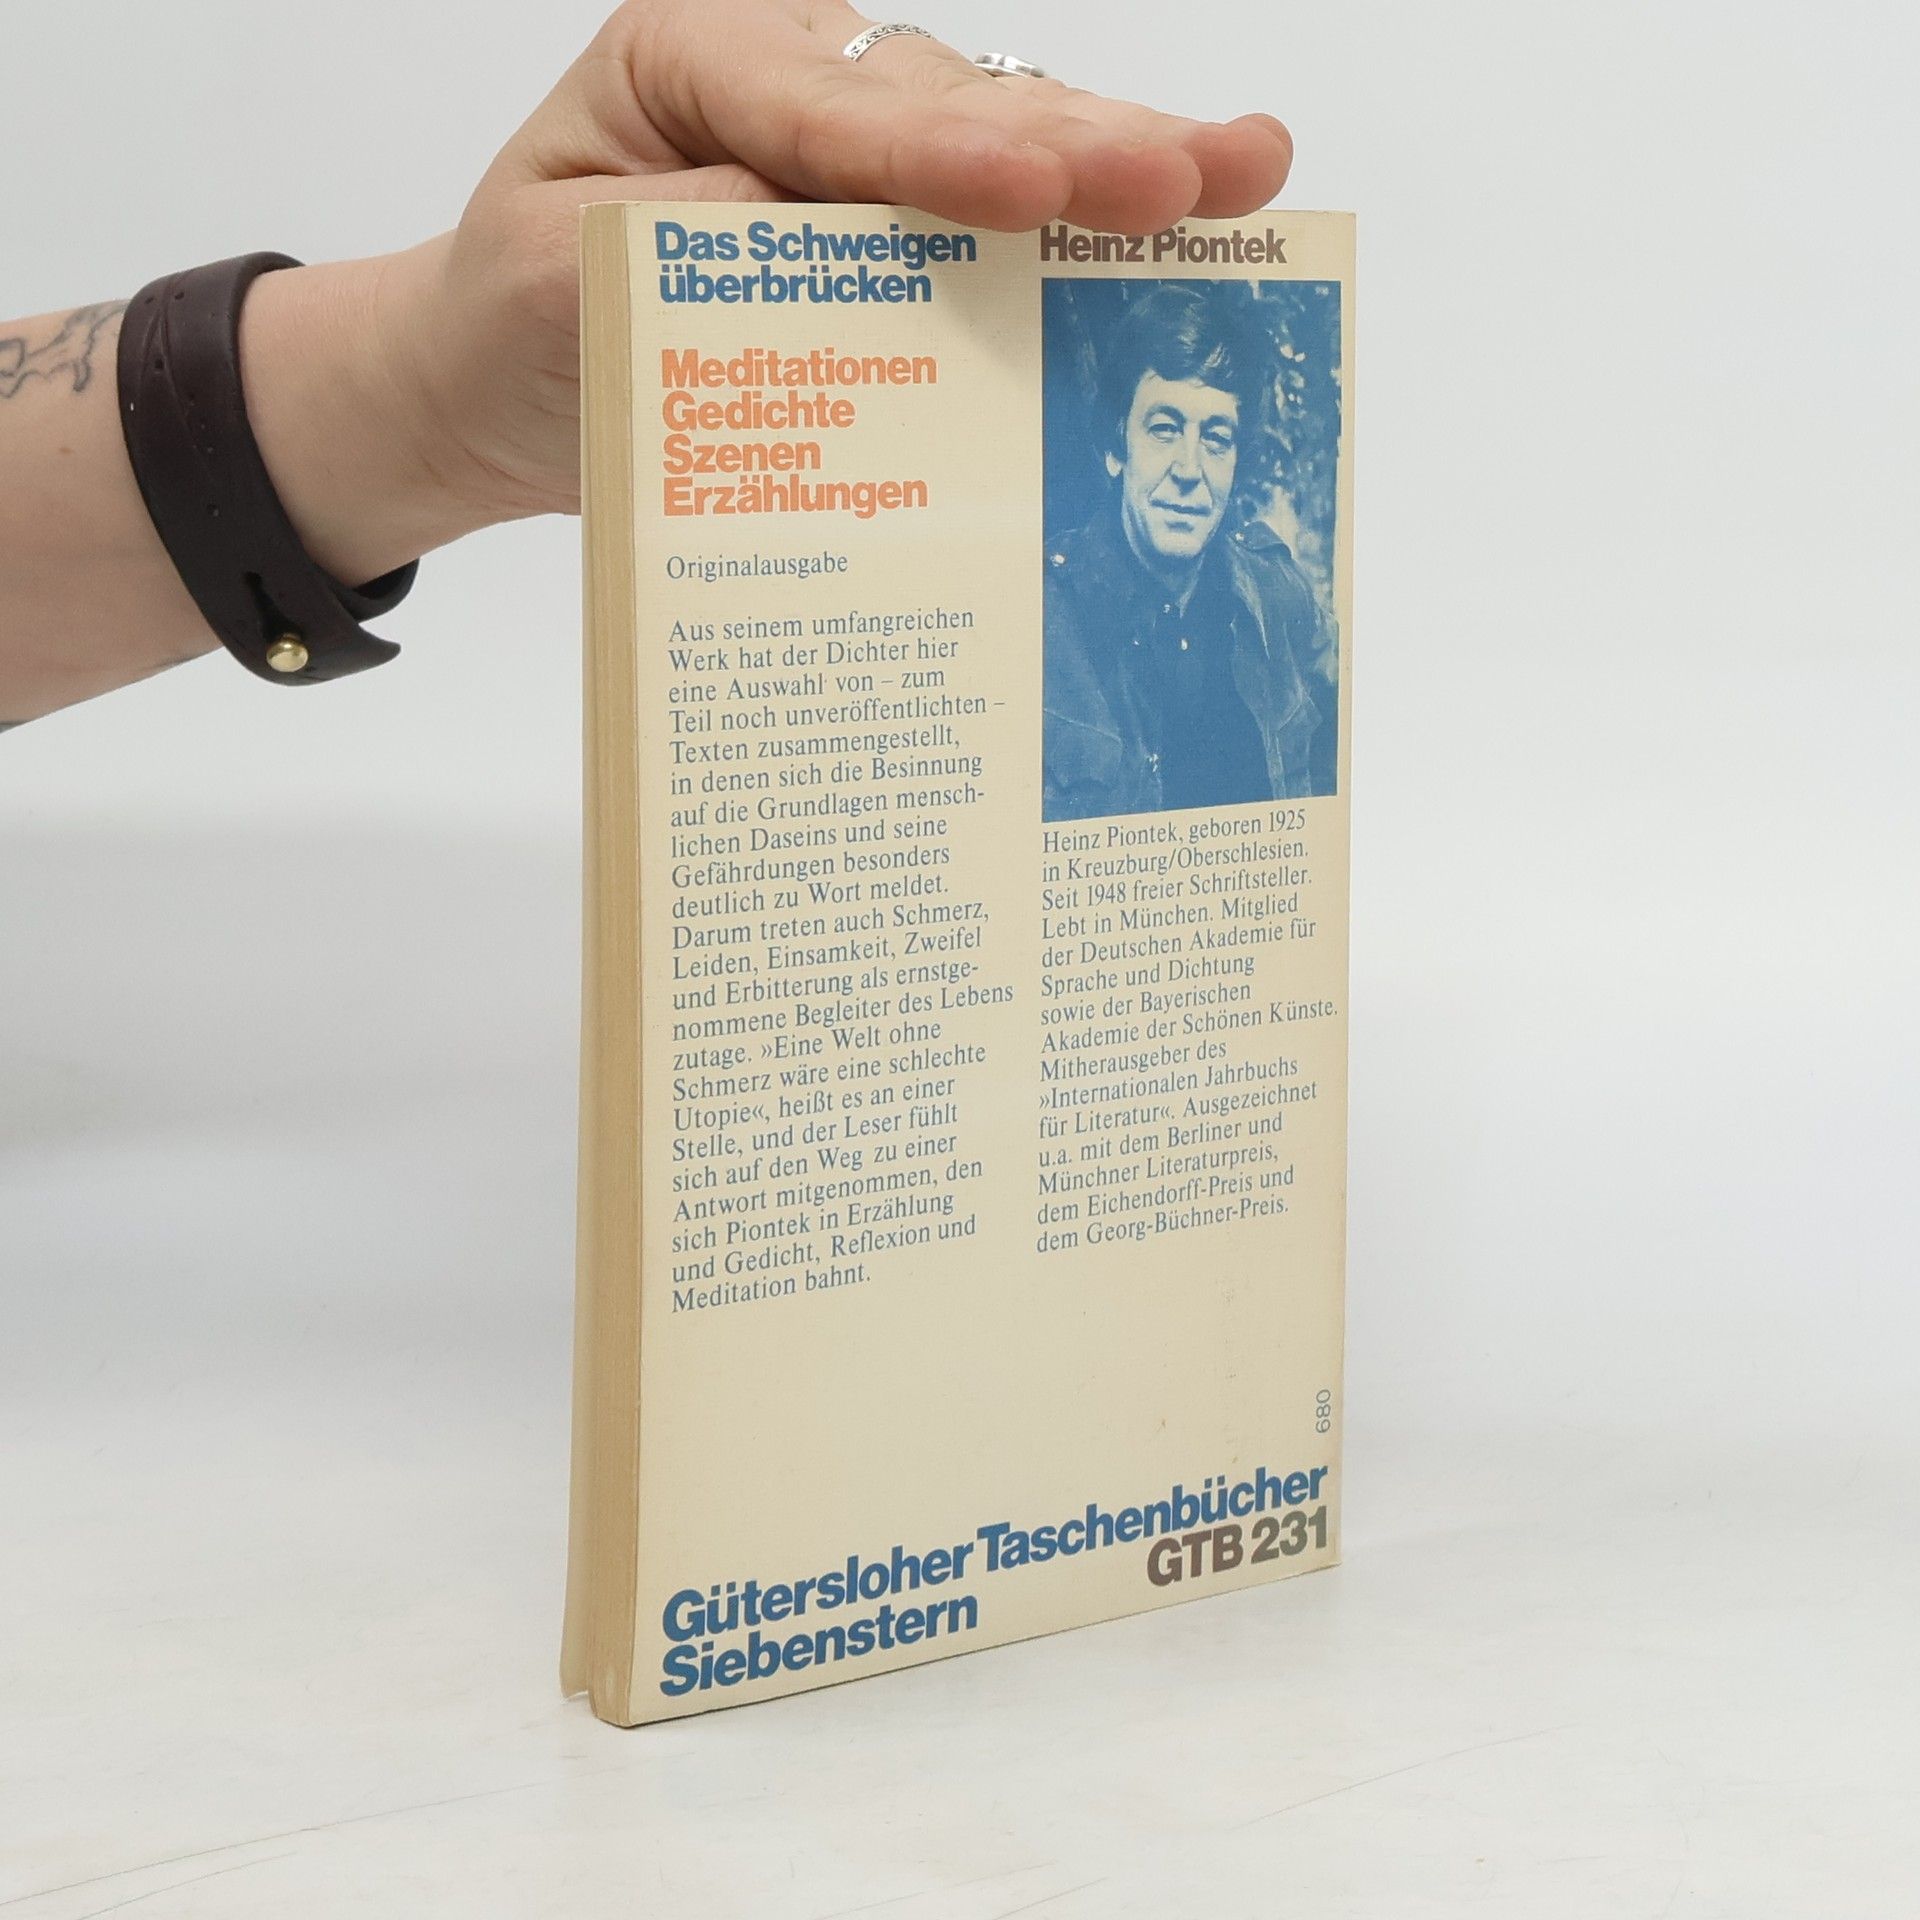 Das Schweigen
überbrücken
Meditationen
Gedichte
Szenen
Erzählungen
Originalausgabe
Aus seinem umfangreichen
Werk hat der Dichter hier
eine Auswahl von – zum
Teil noch unveröffentlichten –
Texten zusammengestellt,
in denen sich die Besinnung
auf die Grundlagen mensch-
lichen Daseins und seine
Gefährdungen besonders
deutlich zu Wort meldet.
Darum treten auch Schmerz,
Leiden, Einsamkeit, Zweifel
und Erbitterung als ernstge-
nommene Begleiter des Lebens
zutage. »Eine Welt ohne
Schmerz wäre eine schlechte
Utopie«, heißt es an einer
Stelle, und der Leser fühlt
sich auf den Weg zu einer
Antwort mitgenommen, den
sich Piontek in Erzählung
und Gedicht, Reflexion und
Meditation bahnt.
Heinz Piontek
Heinz Piontek, geboren 1925
in Kreuzburg/Oberschlesien.
Seit 1948 freier Schriftsteller.
Lebt in München. Mitglied
der Deutschen Akademie für
Sprache und Dichtung
sowie der Bayerischen
Akademie der Schönen Künste.
Mitherausgeber des
»Internationalen Jahrbuchs
für Literatur«. Ausgezeichnet
u.a. mit dem Berliner und
Münchner Literaturpreis,
dem Eichendorff-Preis und
dem Georg-Büchner-Preis.
680
Gütersloher Taschenbücher
Siebenstern
GTB 231